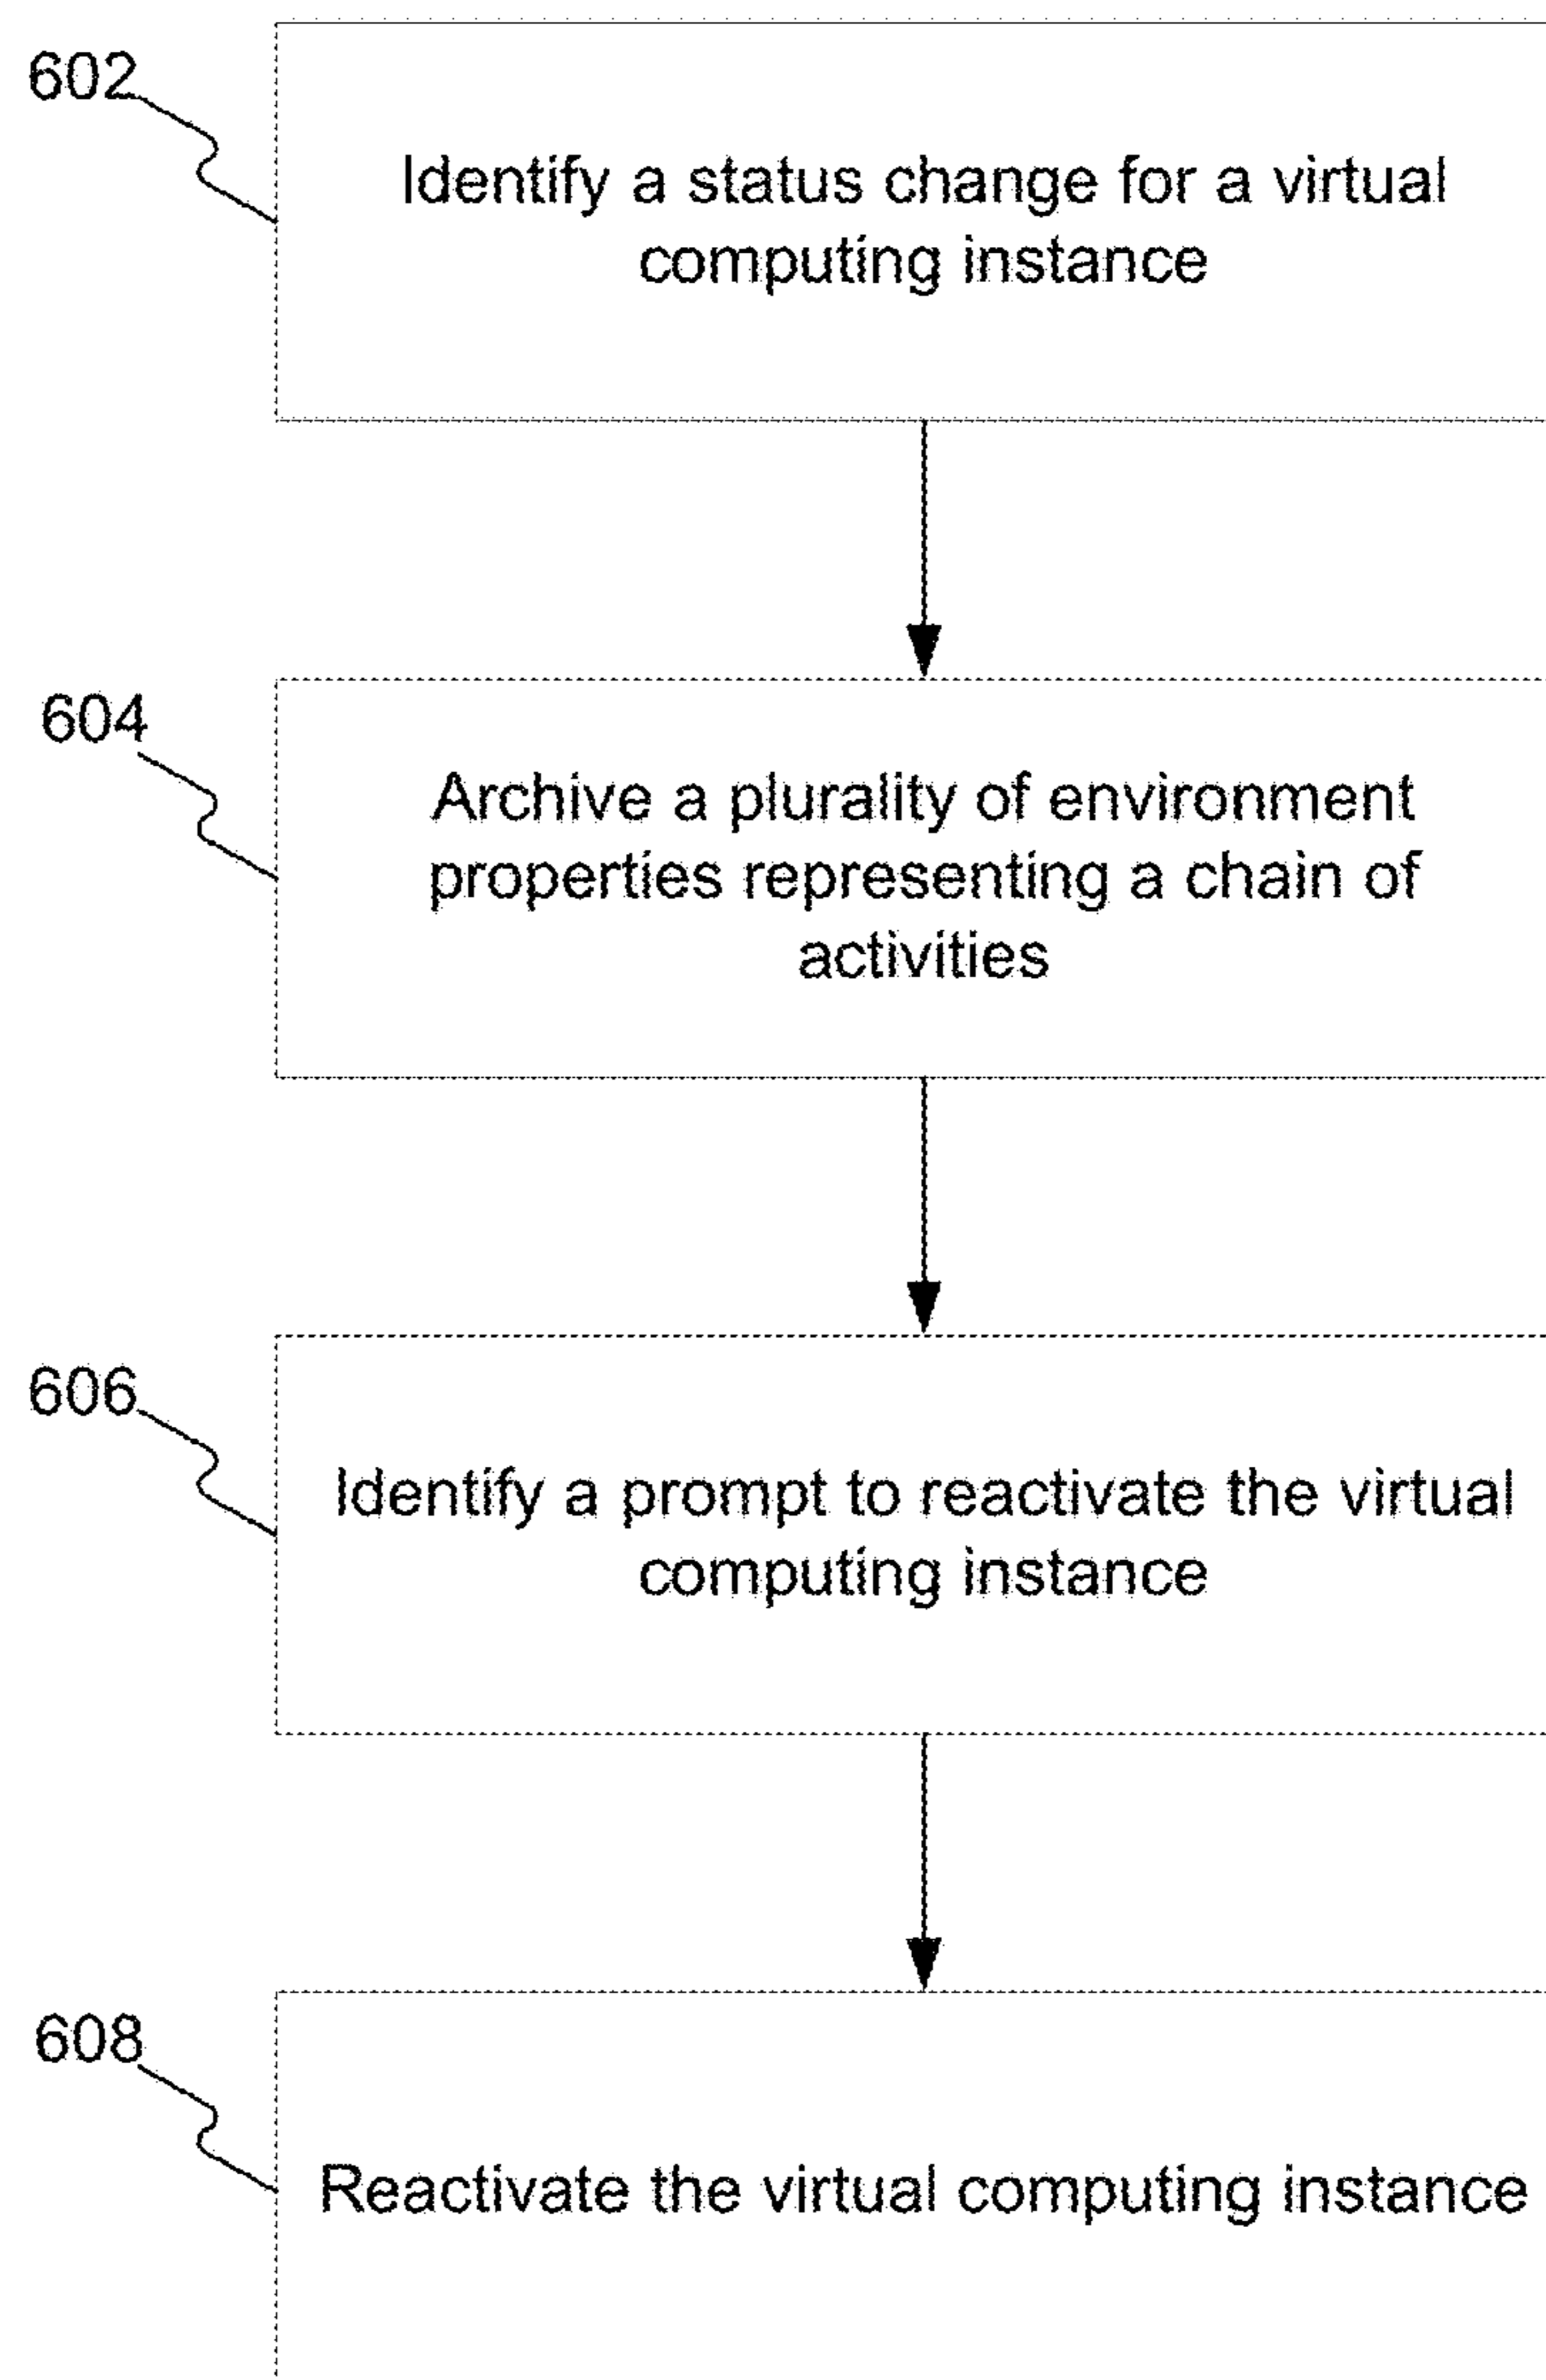 602
Identify a status change for a virtual
computing instance
604
Archive a plurality of environment
properties representing a chain of
activities
606
Identify a prompt to reactivate the virtual
computing instance
608
Reactivate the virtual computing instance